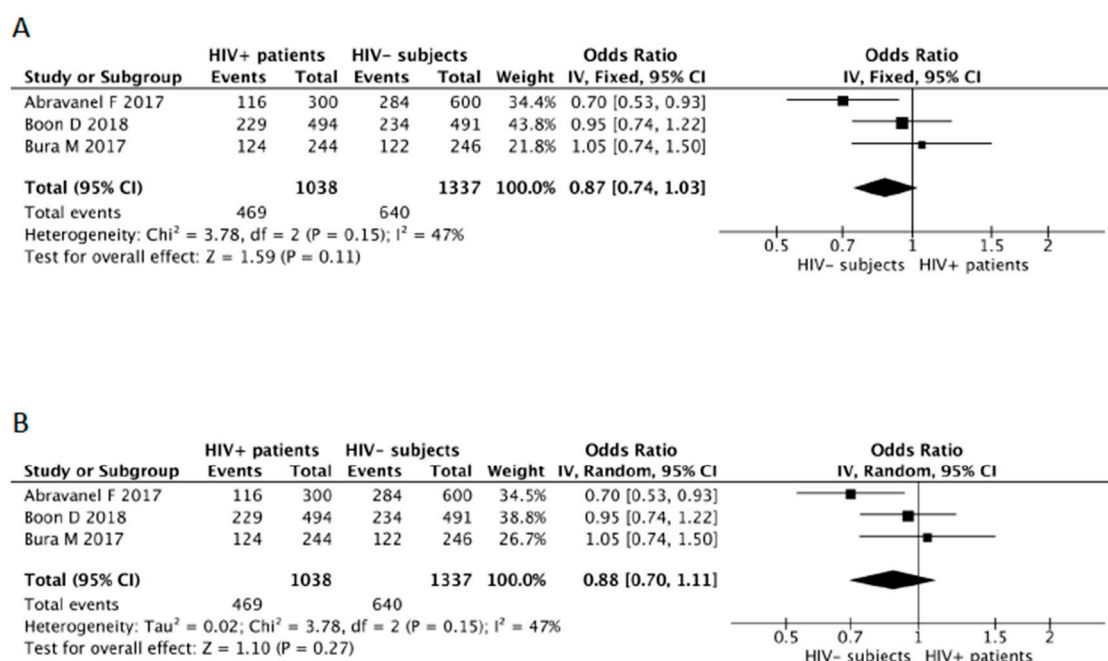 A
HIV+ patients HIV- subjects Odds Ratio Odds Ratio
Study or Subgroup Events Total Events Total Weight IV, Fixed, 95% CI IV, Fixed, 95% CI
Abravanel F 2017 116 300 284 600 34.4% 0.70 [0.53, 0.93]
Boon D 2018 229 494 234 491 43.8% 0.95 [0.74, 1.22]
Bura M 2017 124 244 122 246 21.8% 1.05 [0.74, 1.50]
Total (95% CI) 1038 1337 100.0% 0.87 [0.74, 1.03]
Total events 469 640
Heterogeneity: Chi² = 3.78, df = 2 (P = 0.15); I² = 47%
Test for overall effect: Z = 1.59 (P = 0.11)
0.5 0.7 1 1.5 2
HIV- subjects HIV+ patients
B
HIV+ patients HIV- subjects Odds Ratio Odds Ratio
Study or Subgroup Events Total Events Total Weight IV, Random, 95% CI IV, Random, 95% CI
Abravanel F 2017 116 300 284 600 34.5% 0.70 [0.53, 0.93]
Boon D 2018 229 494 234 491 38.8% 0.95 [0.74, 1.22]
Bura M 2017 124 244 122 246 26.7% 1.05 [0.74, 1.50]
Total (95% CI) 1038 1337 100.0% 0.88 [0.70, 1.11]
Total events 469 640
Heterogeneity: Tau² = 0.02; Chi² = 3.78, df = 2 (P = 0.15); I² = 47%
Test for overall effect: Z = 1.10 (P = 0.27)
0.5 0.7 1 1.5 2
HIV- subjects HIV+ patients